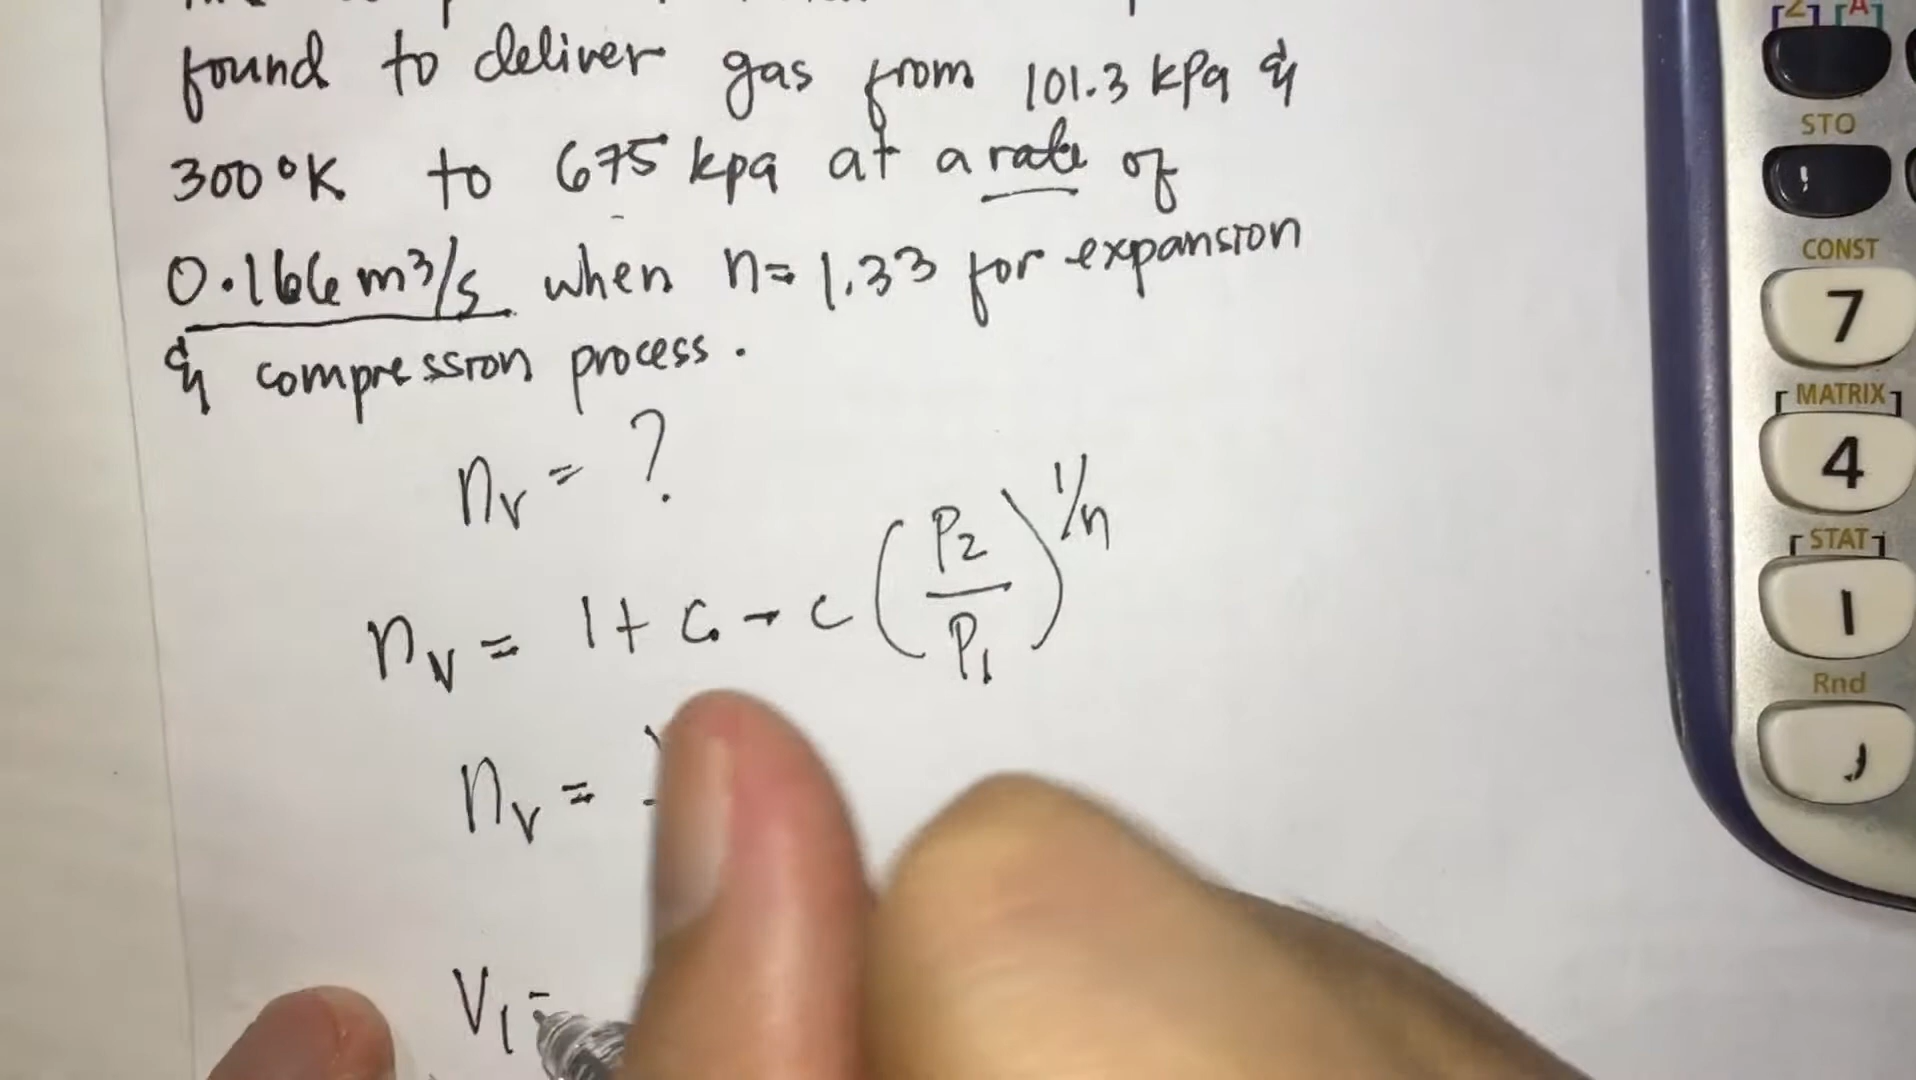 found to deliver gas from 101.3 kPa &
300°K to 675 kpa at a rate of
0.166 m³/s when n = 1.33 for expansion
& compression process.
nv = ?
nv = 1 + c - c (P2/P1)^1/n
nv =
V1 =
[Z] [A]
STO
!
CONST
7
[MATRIX]
4
[STAT]
1
Rnd